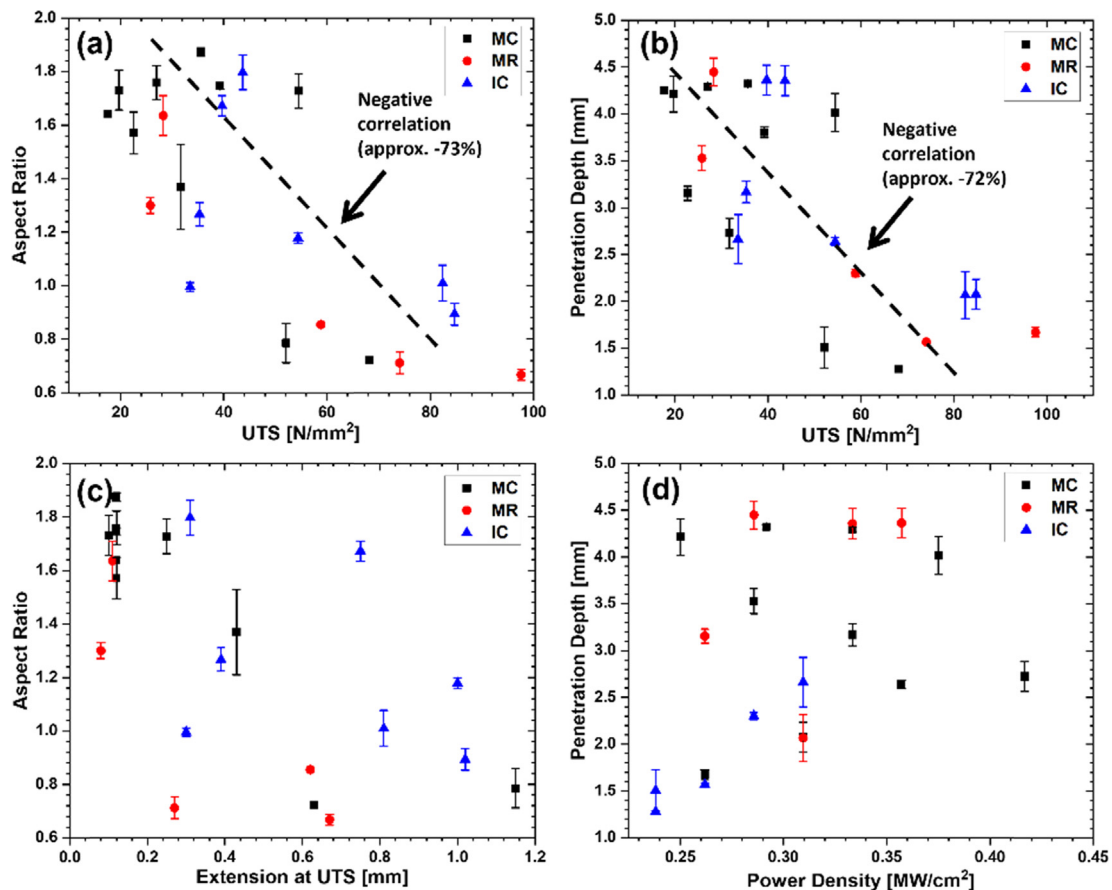 (a)
MC
MR
IC
Negative
correlation
(approx. -73%)
2.0
1.8
1.6
1.4
1.2
1.0
0.8
0.6
Aspect Ratio
20 40 60 80 100
UTS [N/mm²]
(b)
MC
MR
IC
Negative
correlation
(approx. -72%)
5.0
4.5
4.0
3.5
3.0
2.5
2.0
1.5
1.0
Penetration Depth [mm]
20 40 60 80 100
UTS [N/mm²]
(c)
MC
MR
IC
2.0
1.8
1.6
1.4
1.2
1.0
0.8
0.6
Aspect Ratio
0.0 0.2 0.4 0.6 0.8 1.0 1.2
Extension at UTS [mm]
(d)
MC
MR
IC
5.0
4.5
4.0
3.5
3.0
2.5
2.0
1.5
1.0
Penetration Depth [mm]
0.25 0.30 0.35 0.40 0.45
Power Density [MW/cm²]